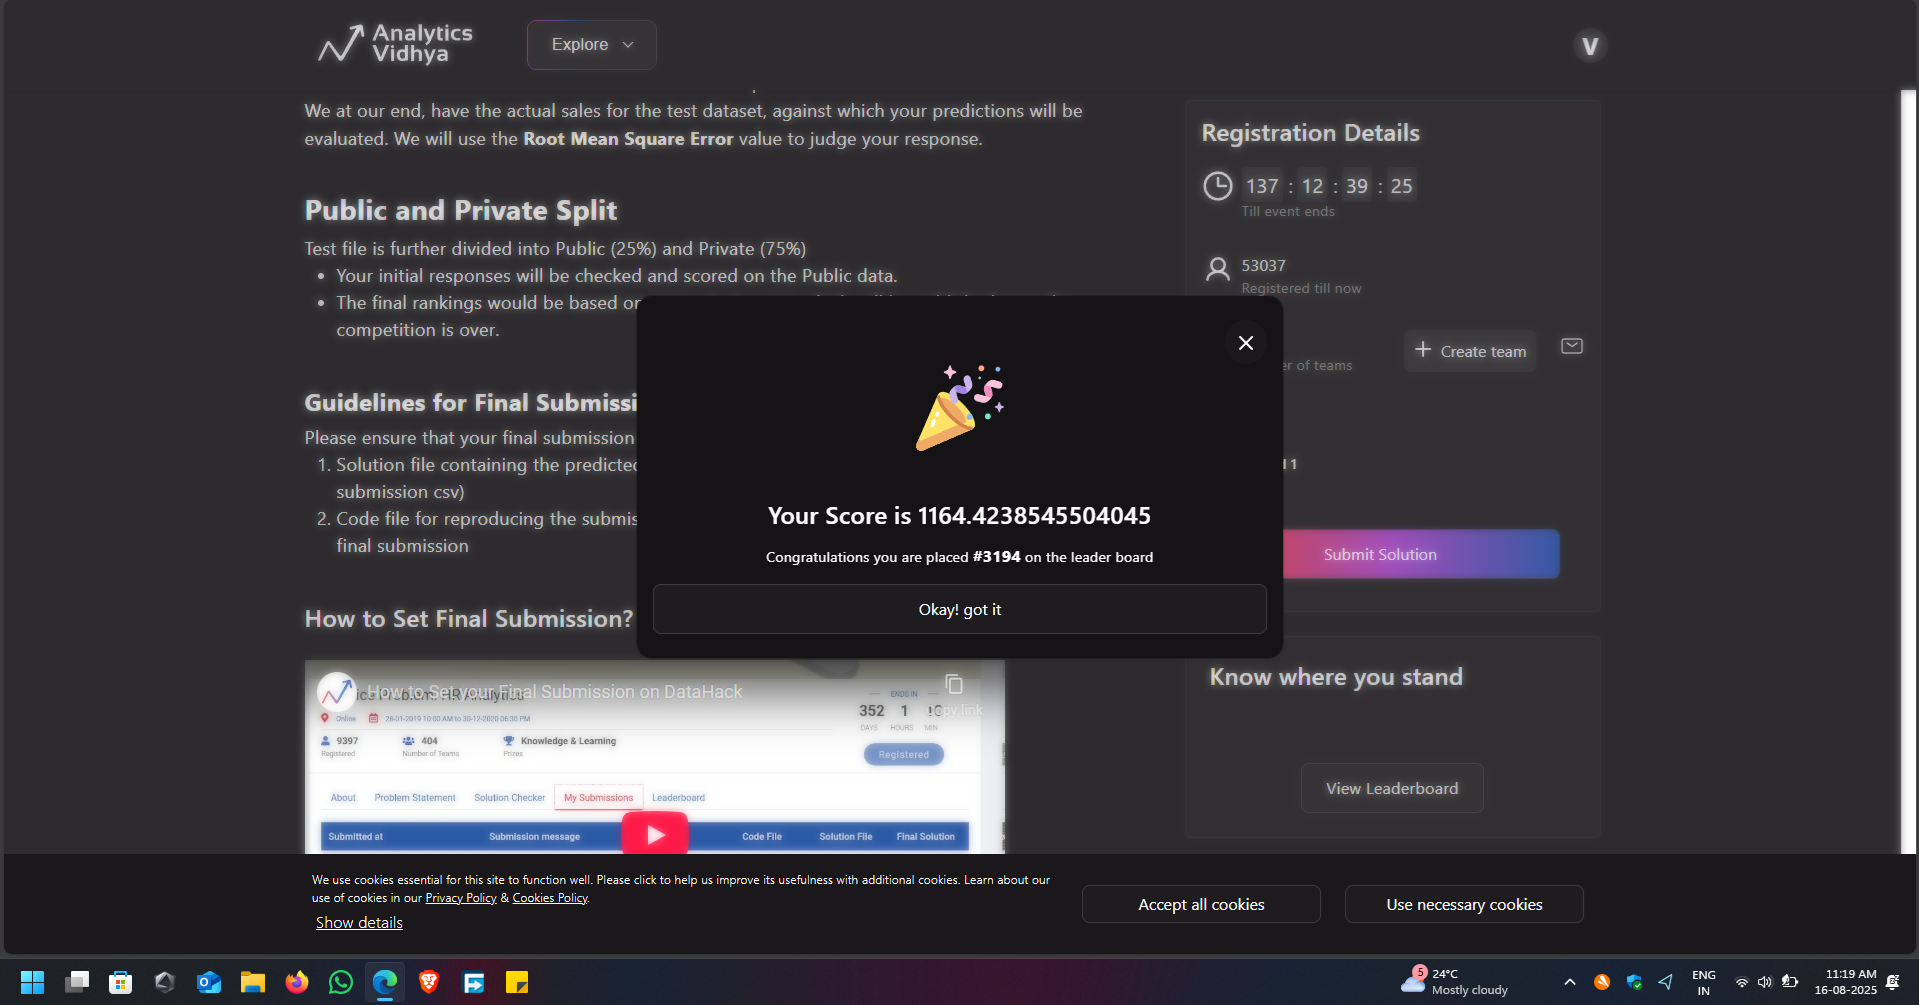 Analytics
Vidhya
Explore
V
We at our end, have the actual sales for the test dataset, against which your predictions will be
evaluated. We will use the Root Mean Square Error value to judge your response.
Public and Private Split
Test file is further divided into Public (25%) and Private (75%)
• Your initial responses will be checked and scored on the Public data.
• The final rankings would be based on
competition is over.
Guidelines for Final Submissi
Please ensure that your final submission
1. Solution file containing the predicted
submission csv)
2. Code file for reproducing the submis
final submission
How to Set Final Submission?
Registration Details
137 : 12 : 39 : 25
Till event ends
53037
Registered till now
er of teams
+ Create team
1
Submit Solution
Know where you stand
View Leaderboard
Your Score is 1164.4238545504045
Congratulations you are placed #3194 on the leader board
Okay! got it
How to Set your Final Submission on DataHack
ice Problem: HR Analytics
Online
28-01-2019 10:00 AM to 30-12-2020 06:30 PM
ENDS IN
352 1
DAYS HOURS MIN
Copy link
9397
Registered
404
Number of Teams
Knowledge & Learning
Prizes
Registered
About Problem Statement Solution Checker My Submissions Leaderboard
Submitted at Submission message Code File Solution File Final Solution
We use cookies essential for this site to function well. Please click to help us improve its usefulness with additional cookies. Learn about our
use of cookies in our Privacy Policy & Cookies Policy.
Show details
Accept all cookies
Use necessary cookies
5
24°C
Mostly cloudy
ENG
IN
11:19 AM
16-08-2025